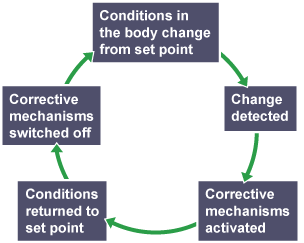 Conditions in
the body change
from set point
Change
detected
Corrective
mechanisms
activated
Conditions
returned to
set point
Corrective
mechanisms
switched off